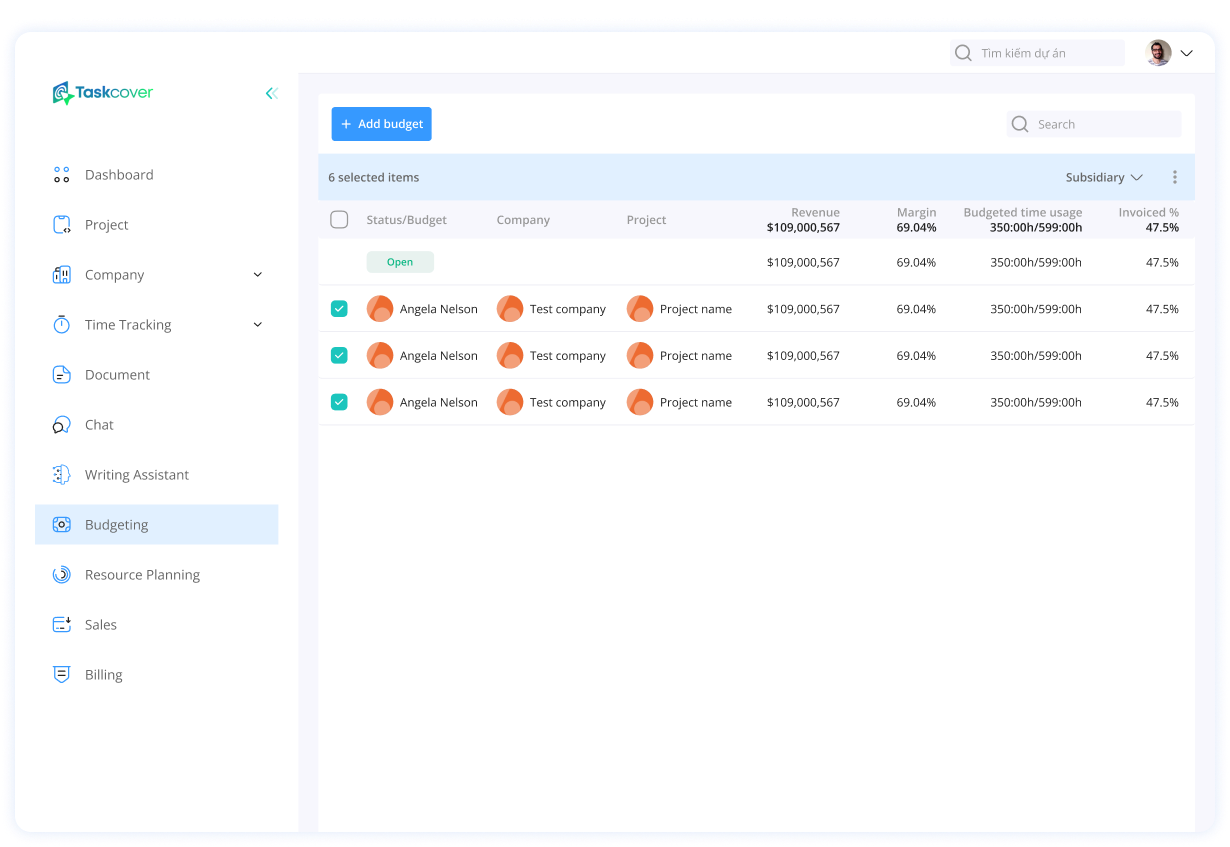 Tìm kiếm dự án
Taskcover
Dashboard
Project
Company
Time Tracking
Document
Chat
Writing Assistant
Budgeting
Resource Planning
Sales
Billing
+ Add budget
Search
6 selected items
Subsidiary
Status/Budget Company Project Revenue Margin Budgeted time usage Invoiced %
$109,000,567 69.04% 350:00h/599:00h 47.5%
Open $109,000,567 69.04% 350:00h/599:00h 47.5%
Angela Nelson Test company Project name $109,000,567 69.04% 350:00h/599:00h 47.5%
Angela Nelson Test company Project name $109,000,567 69.04% 350:00h/599:00h 47.5%
Angela Nelson Test company Project name $109,000,567 69.04% 350:00h/599:00h 47.5%